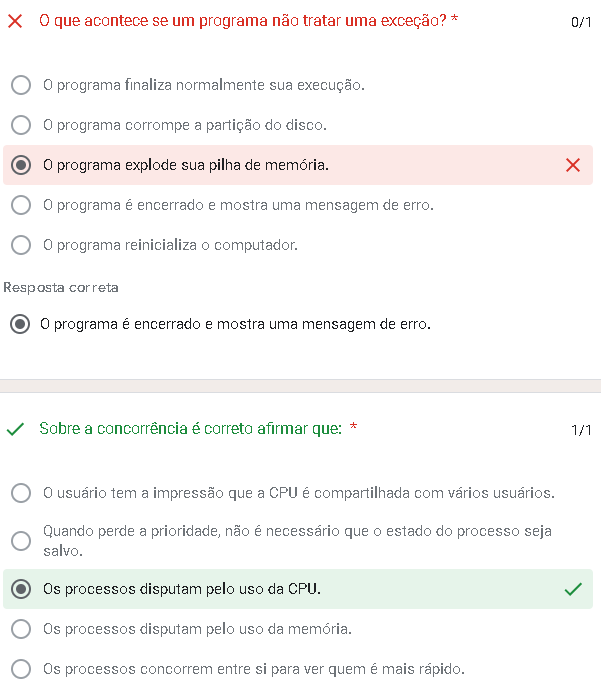 O que acontece se um programa não tratar uma exceção? *
0/1
O programa finaliza normalmente sua execução.
O programa corrompe a partição do disco.
O programa explode sua pilha de memória.
O programa é encerrado e mostra uma mensagem de erro.
O programa reinicializa o computador.
Resposta correta
O programa é encerrado e mostra uma mensagem de erro.
Sobre a concorrência é correto afirmar que: *
1/1
O usuário tem a impressão que a CPU é compartilhada com vários usuários.
Quando perde a prioridade, não é necessário que o estado do processo seja
salvo.
Os processos disputam pelo uso da CPU.
Os processos disputam pelo uso da memória.
Os processos concorrem entre si para ver quem é mais rápido.